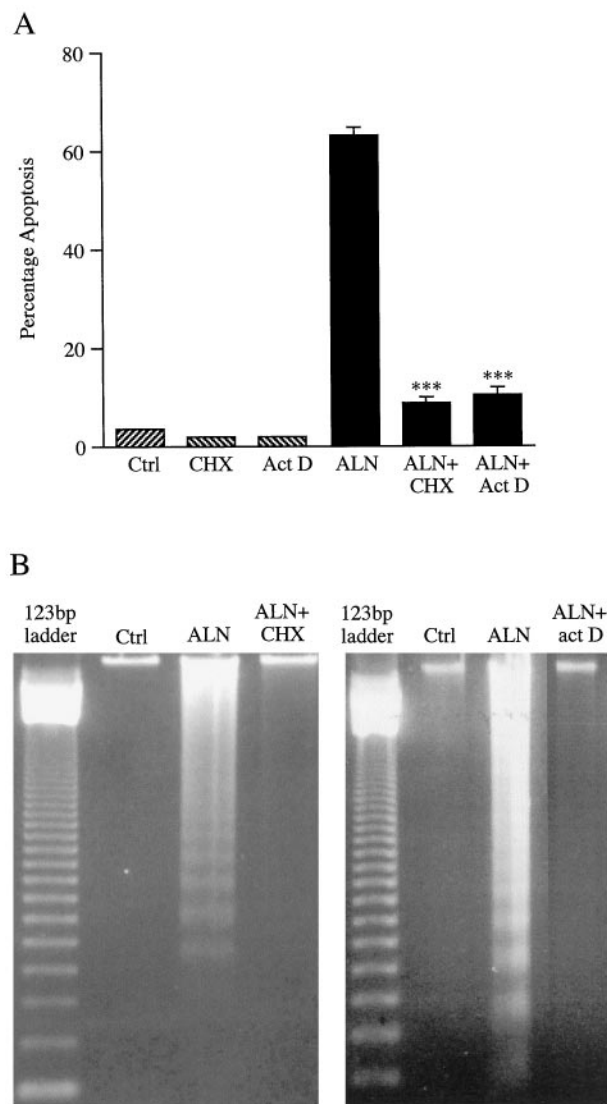 A
80
60
40
20
0
Percentage Apoptosis
*** ***
Ctrl CHX Act D ALN ALN+ ALN+
CHX Act D
B
123bp ladder Ctrl ALN ALN+ CHX
123bp ladder Ctrl ALN ALN+ act D